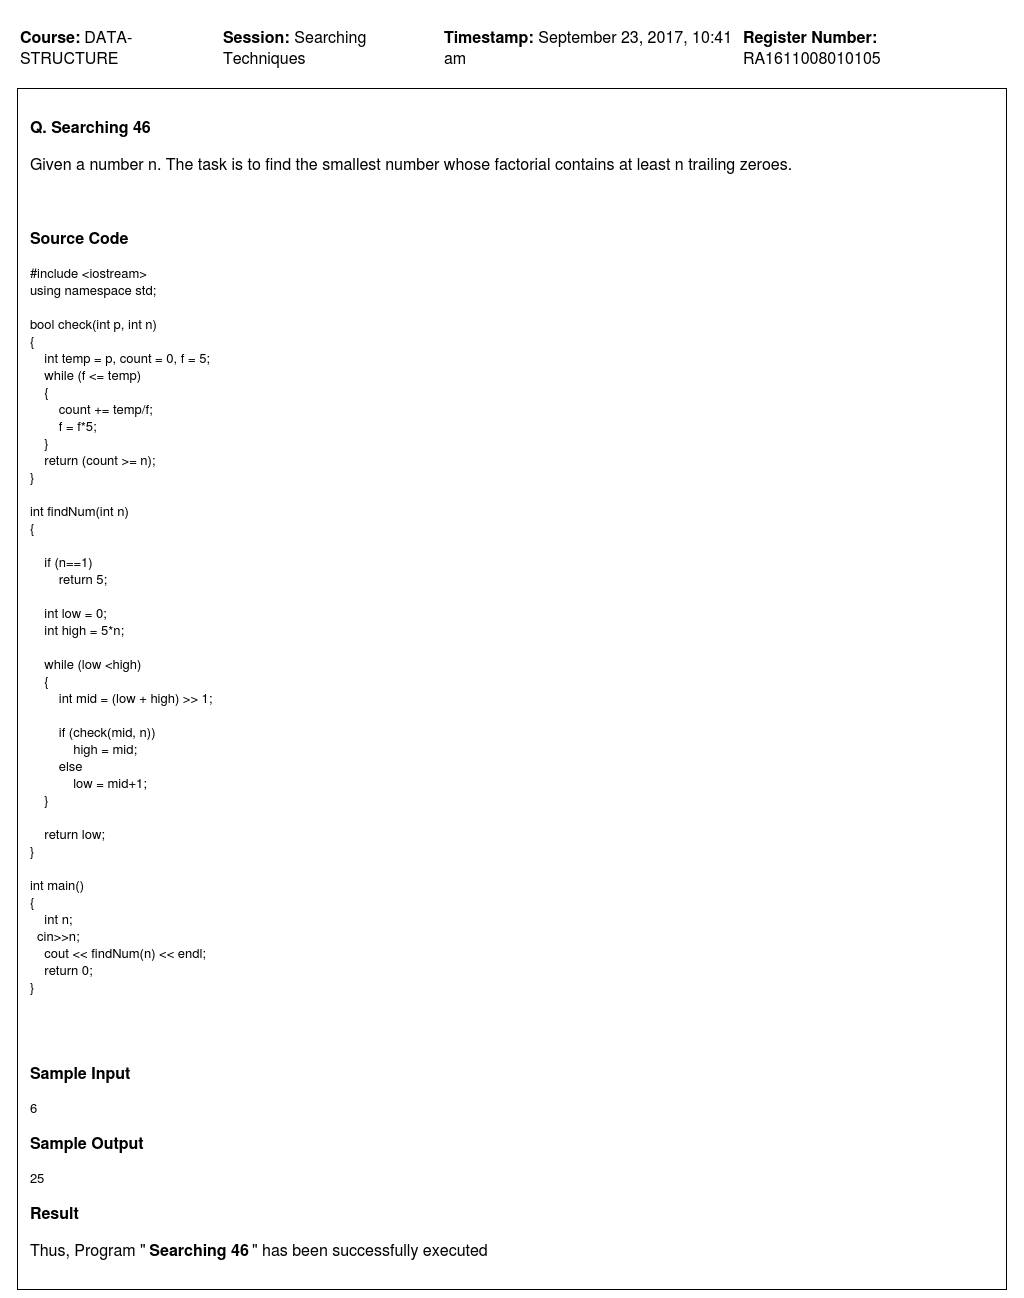 Course: DATA-
STRUCTURE
Session: Searching
Techniques
Timestamp: September 23, 2017, 10:41
am
Register Number:
RA1611008010105
Q. Searching 46
Given a number n. The task is to find the smallest number whose factorial contains at least n trailing zeroes.
Source Code
#include <iostream>
using namespace std;
bool check(int p, int n)
{
    int temp = p, count = 0, f = 5;
    while (f <= temp)
    {
        count += temp/f;
        f = f*5;
    }
    return (count >= n);
}
int findNum(int n)
{
    if (n==1)
        return 5;
    int low = 0;
    int high = 5*n;
    while (low <high)
    {
        int mid = (low + high) >> 1;
        if (check(mid, n))
            high = mid;
        else
            low = mid+1;
    }
    return low;
}
int main()
{
    int n;
  cin>>n;
    cout << findNum(n) << endl;
    return 0;
}
Sample Input
6
Sample Output
25
Result
Thus, Program " Searching 46 " has been successfully executed